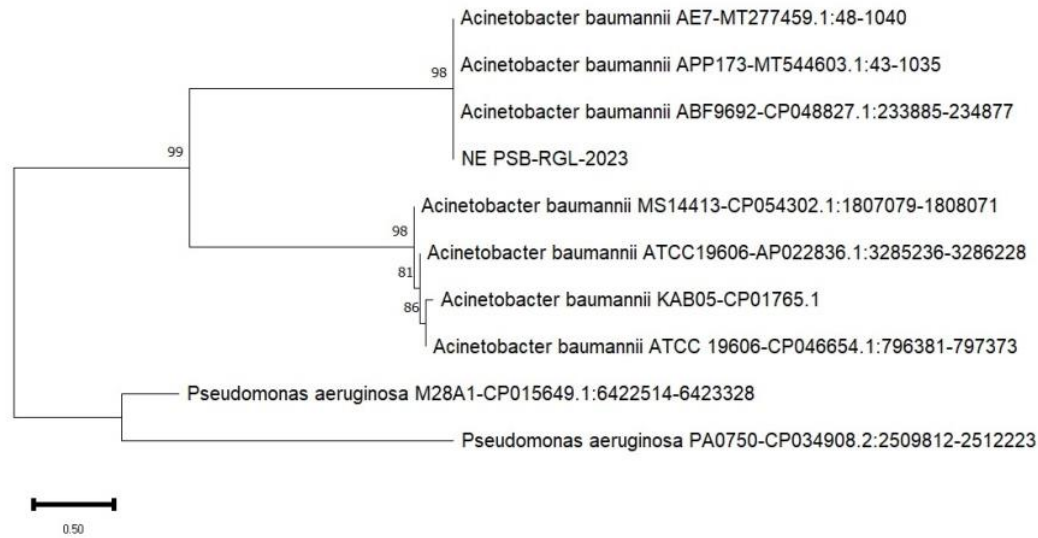 Acinetobacter baumannii AE7-MT277459.1:48-1040
Acinetobacter baumannii APP173-MT544603.1:43-1035
98
Acinetobacter baumannii ABF9692-CP048827.1:233885-234877
99
NE PSB-RGL-2023
Acinetobacter baumannii MS14413-CP054302.1:1807079-1808071
98
Acinetobacter baumannii ATCC19606-AP022836.1:3285236-3286228
81
Acinetobacter baumannii KAB05-CP01765.1
86
Acinetobacter baumannii ATCC 19606-CP046654.1:796381-797373
Pseudomonas aeruginosa M28A1-CP015649.1:6422514-6423328
Pseudomonas aeruginosa PA0750-CP034908.2:2509812-2512223
0.50